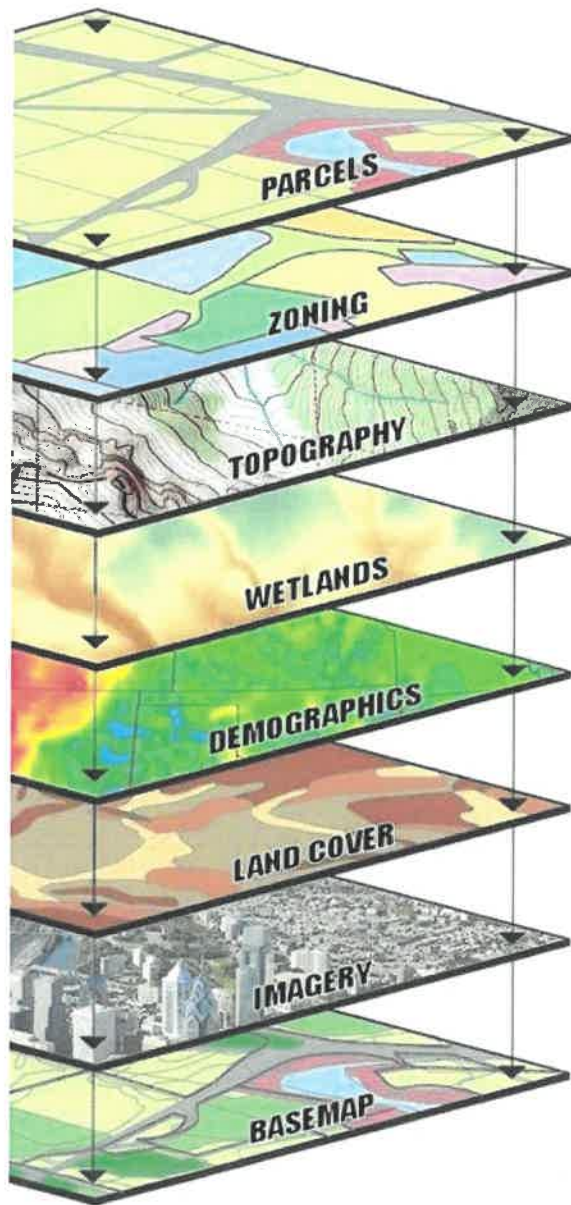 PARCELS
ZONING
TOPOGRAPHY
WETLANDS
DEMOGRAPHICS
LAND COVER
IMAGERY
BASEMAP